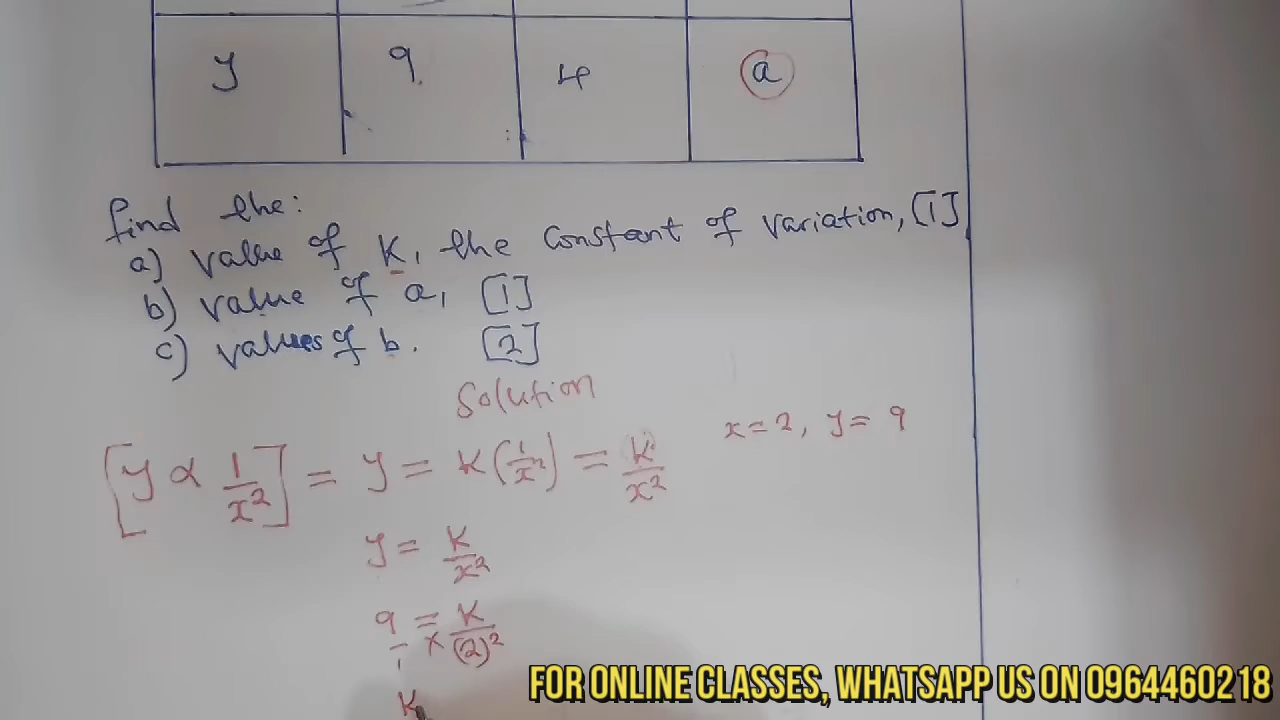 y 9 4 a
find the:
a) value of K, the constant of variation, [1]
b) value of a, [1]
c) values of b. [2]
Solution
x = 2, y = 9
[y ∝ 1/x²] = y = K(1/x²) = K/x²
y = K/x²
9/1 = K/(2)²
×
K
FOR ONLINE CLASSES, WHATSAPP US ON 0964460218